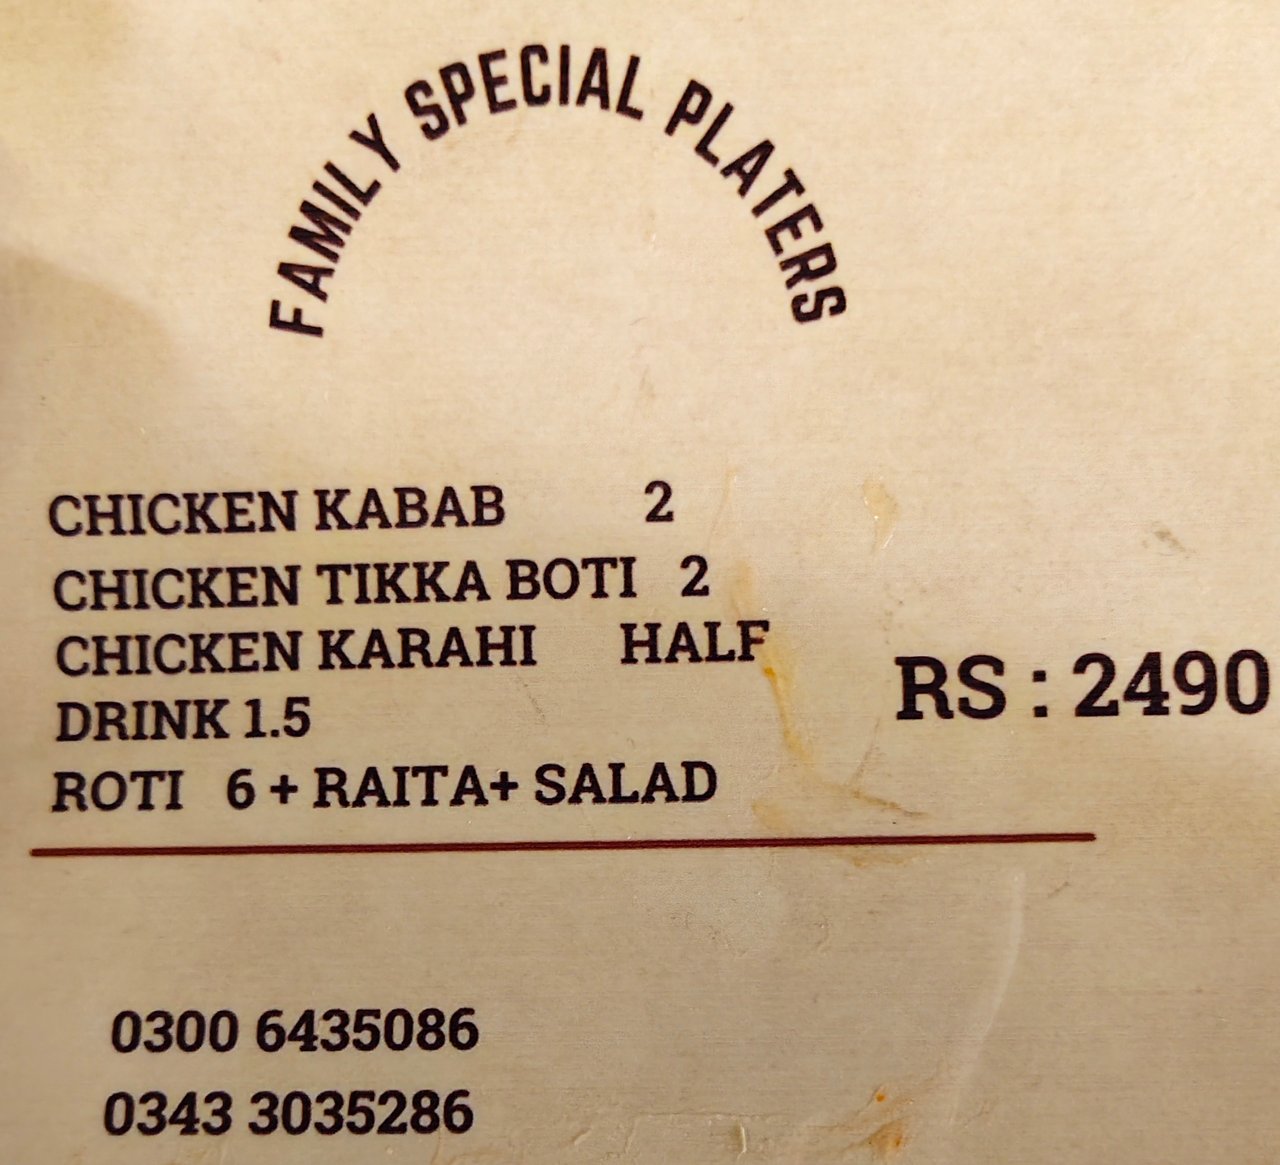 FAMILY SPECIAL PLATERS
CHICKEN KABAB 2
CHICKEN TIKKA BOTI 2
CHICKEN KARAHI HALF
DRINK 1.5
ROTI 6 + RAITA+ SALAD
RS : 2490
0300 6435086
0343 3035286